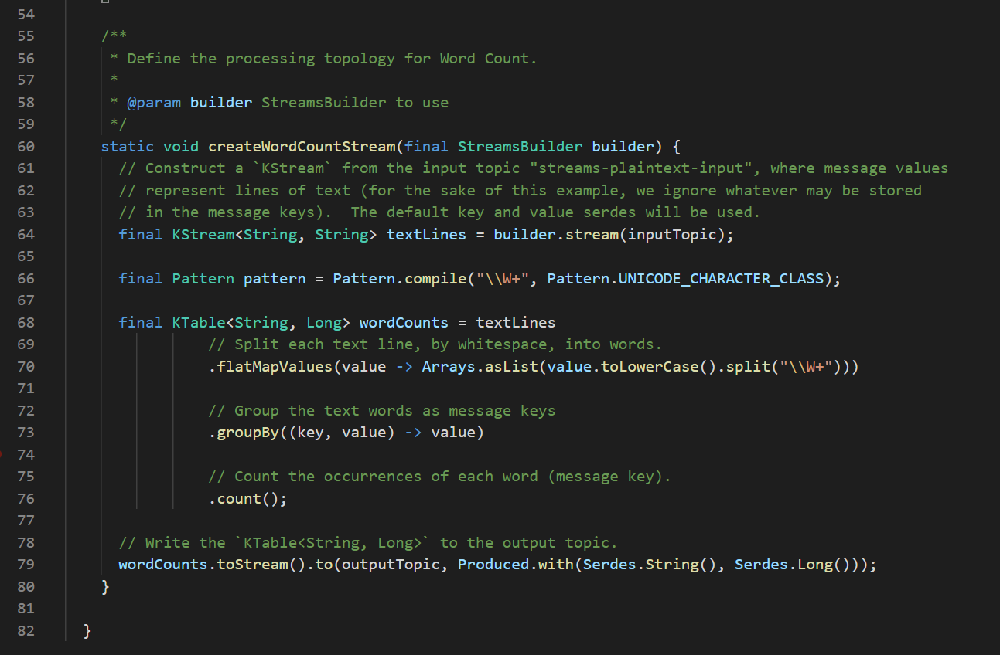 54
55 /**
56 * Define the processing topology for Word Count.
57 *
58 * @param builder StreamsBuilder to use
59 */
60 static void createWordCountStream(final StreamsBuilder builder) {
61 // Construct a `KStream` from the input topic "streams-plaintext-input", where message values
62 // represent lines of text (for the sake of this example, we ignore whatever may be stored
63 // in the message keys).  The default key and value serdes will be used.
64 final KStream<String, String> textLines = builder.stream(inputTopic);
65
66 final Pattern pattern = Pattern.compile("\\W+", Pattern.UNICODE_CHARACTER_CLASS);
67
68 final KTable<String, Long> wordCounts = textLines
69 // Split each text line, by whitespace, into words.
70 .flatMapValues(value -> Arrays.asList(value.toLowerCase().split("\\W+")))
71
72 // Group the text words as message keys
73 .groupBy((key, value) -> value)
74
75 // Count the occurrences of each word (message key).
76 .count();
77
78 // Write the `KTable<String, Long>` to the output topic.
79 wordCounts.toStream().to(outputTopic, Produced.with(Serdes.String(), Serdes.Long()));
80 }
81
82 }